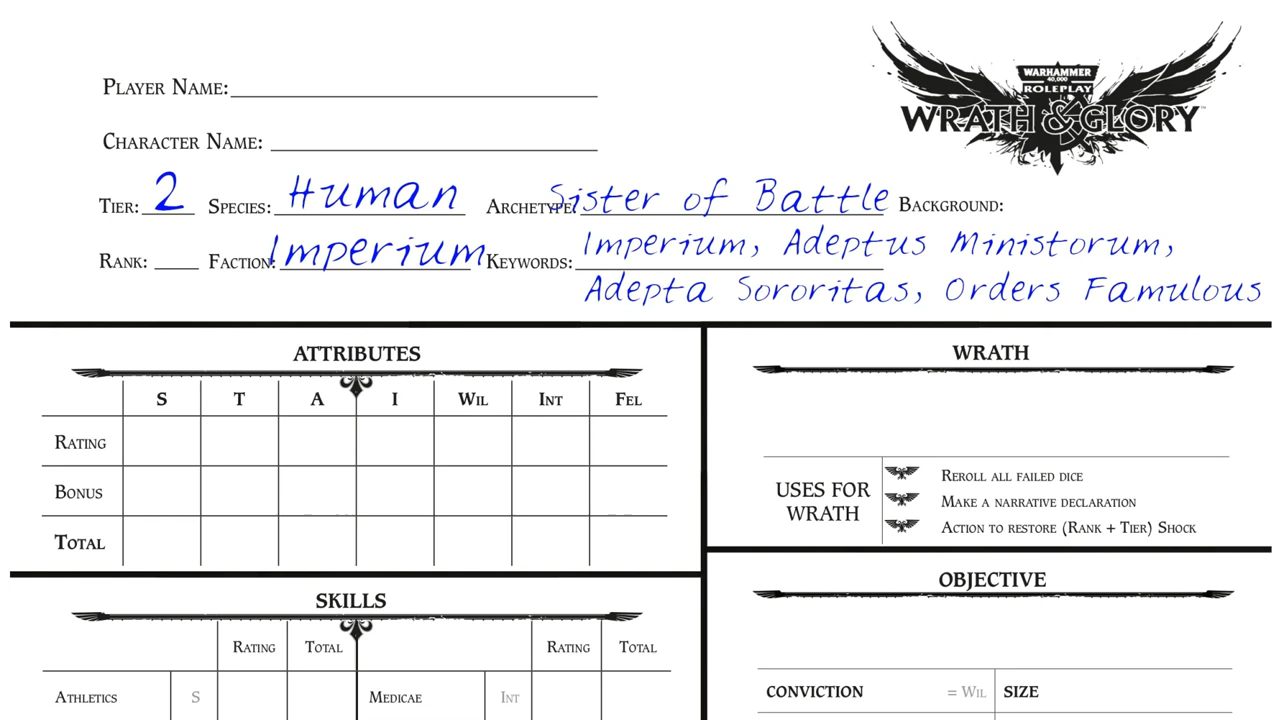 WARHAMMER
40,000
ROLEPLAY
WRATH & GLORY™
PLAYER NAME:
CHARACTER NAME:
TIER: 2 SPECIES: Human ARCHETYPE: Sister of Battle BACKGROUND:
RANK: FACTION: Imperium KEYWORDS: Imperium, Adeptus Ministorum,
Adepta Sororitas, Orders Famulous
ATTRIBUTES
S T A I WIL INT FEL
RATING
BONUS
TOTAL
WRATH
USES FOR
WRATH
REROLL ALL FAILED DICE
MAKE A NARRATIVE DECLARATION
ACTION TO RESTORE (RANK + TIER) SHOCK
SKILLS
RATING TOTAL RATING TOTAL
ATHLETICS S MEDICAE INT
OBJECTIVE
CONVICTION = WIL SIZE